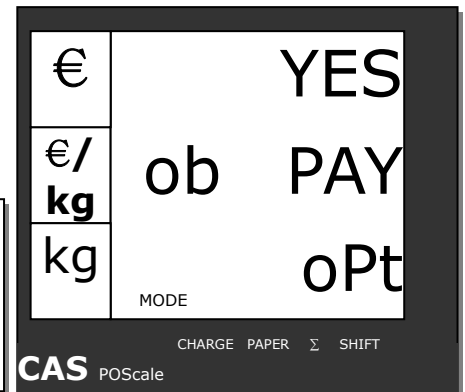 € YES
€/
kg
ob PAY
kg oPt
MODE
CHARGE PAPER Σ SHIFT
CAS POScale